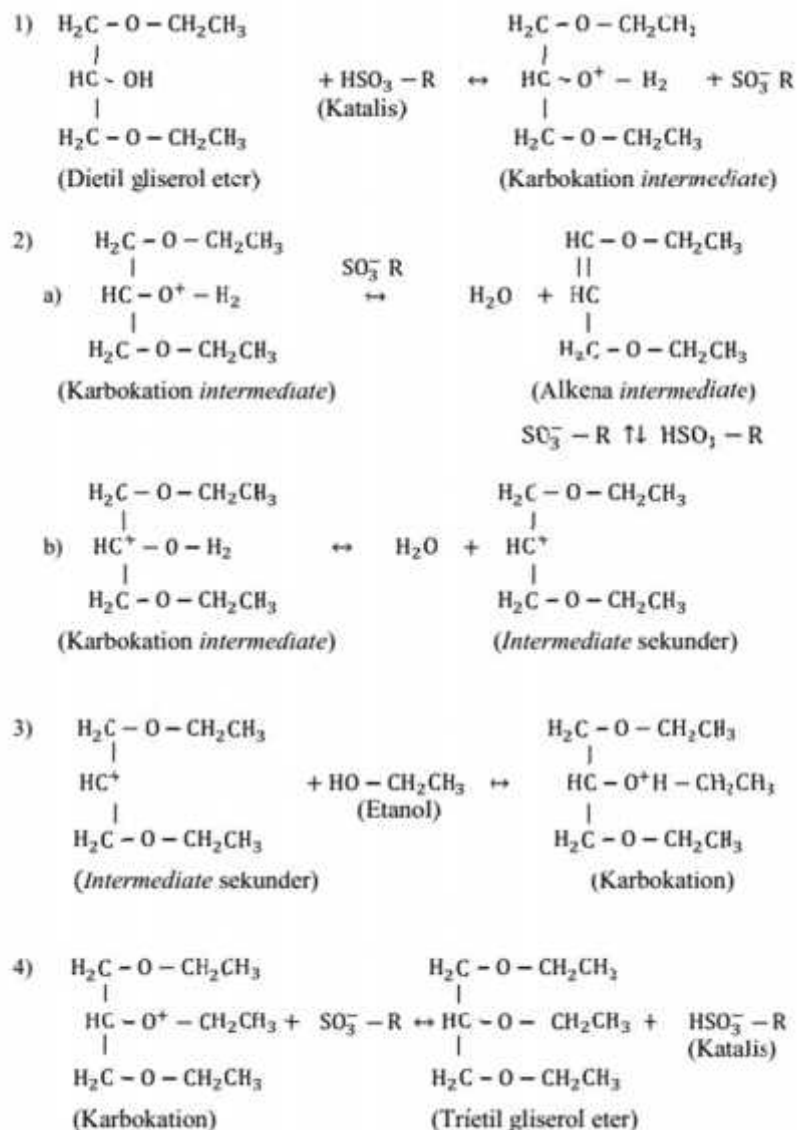 1) H₂C – O – CH₂CH₃ H₂C – O – CH₂CH₃
| |
HC ~ OH + HSO₃ – R ↔ HC ~ O⁺ – H₂ + SO₃⁻ R
| (Katalis) |
H₂C – O – CH₂CH₃ H₂C – O – CH₂CH₃
(Dietil gliserol eter) (Karbokation intermediate)
2) H₂C – O – CH₂CH₃ HC – O – CH₂CH₃
| SO₃⁻ R ||
a) HC – O⁺ – H₂ ↔ H₂O + HC
| |
H₂C – O – CH₂CH₃ H₂C – O – CH₂CH₃
(Karbokation intermediate) (Alkena intermediate)
SO₃⁻ – R ↑↓ HSO₃ – R
H₂C – O – CH₂CH₃ H₂C – O – CH₂CH₃
| |
b) HC⁺ – O – H₂ ↔ H₂O + HC⁺
| |
H₂C – O – CH₂CH₃ H₂C – O – CH₂CH₃
(Karbokation intermediate) (Intermediate sekunder)
3) H₂C – O – CH₂CH₃ H₂C – O – CH₂CH₃
| |
HC⁺ + HO – CH₂CH₃ ↔ HC – O⁺H – CH₂CH₃
| (Etanol) |
H₂C – O – CH₂CH₃ H₂C – O – CH₂CH₃
(Intermediate sekunder) (Karbokation)
4) H₂C – O – CH₂CH₃ H₂C – O – CH₂CH₃
| |
HC – O⁺ – CH₂CH₃ + SO₃⁻ – R ↔ HC ~ O – CH₂CH₃ + HSO₃⁻ – R
| | (Katalis)
H₂C – O – CH₂CH₃ H₂C – O – CH₂CH₃
(Karbokation) (Trietil gliserol eter)